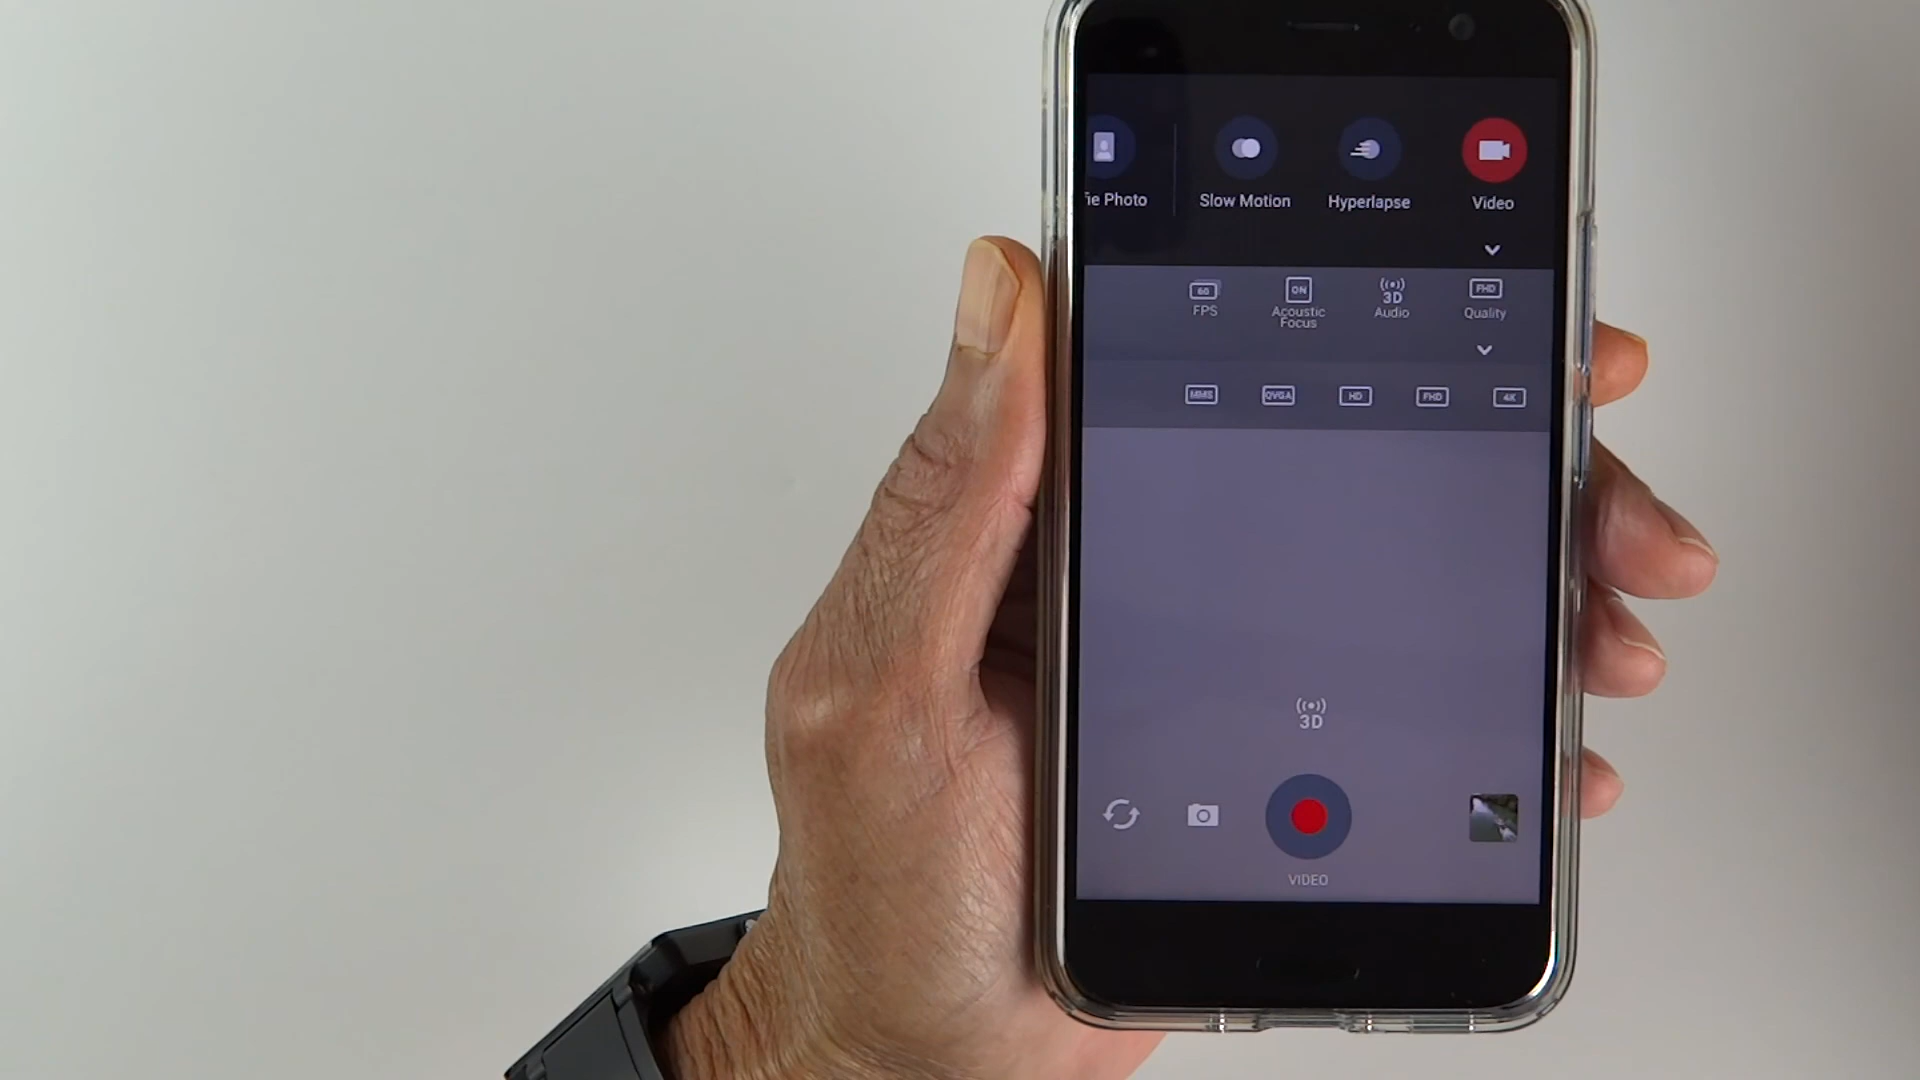 fie Photo
Slow Motion
Hyperlapse
Video
60
FPS
ON
Acoustic
Focus
3D
Audio
FHD
Quality
MMS
QVGA
HD
FHD
4K
3D
VIDEO